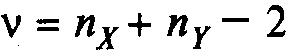 ν = n_X + n_Y − 2